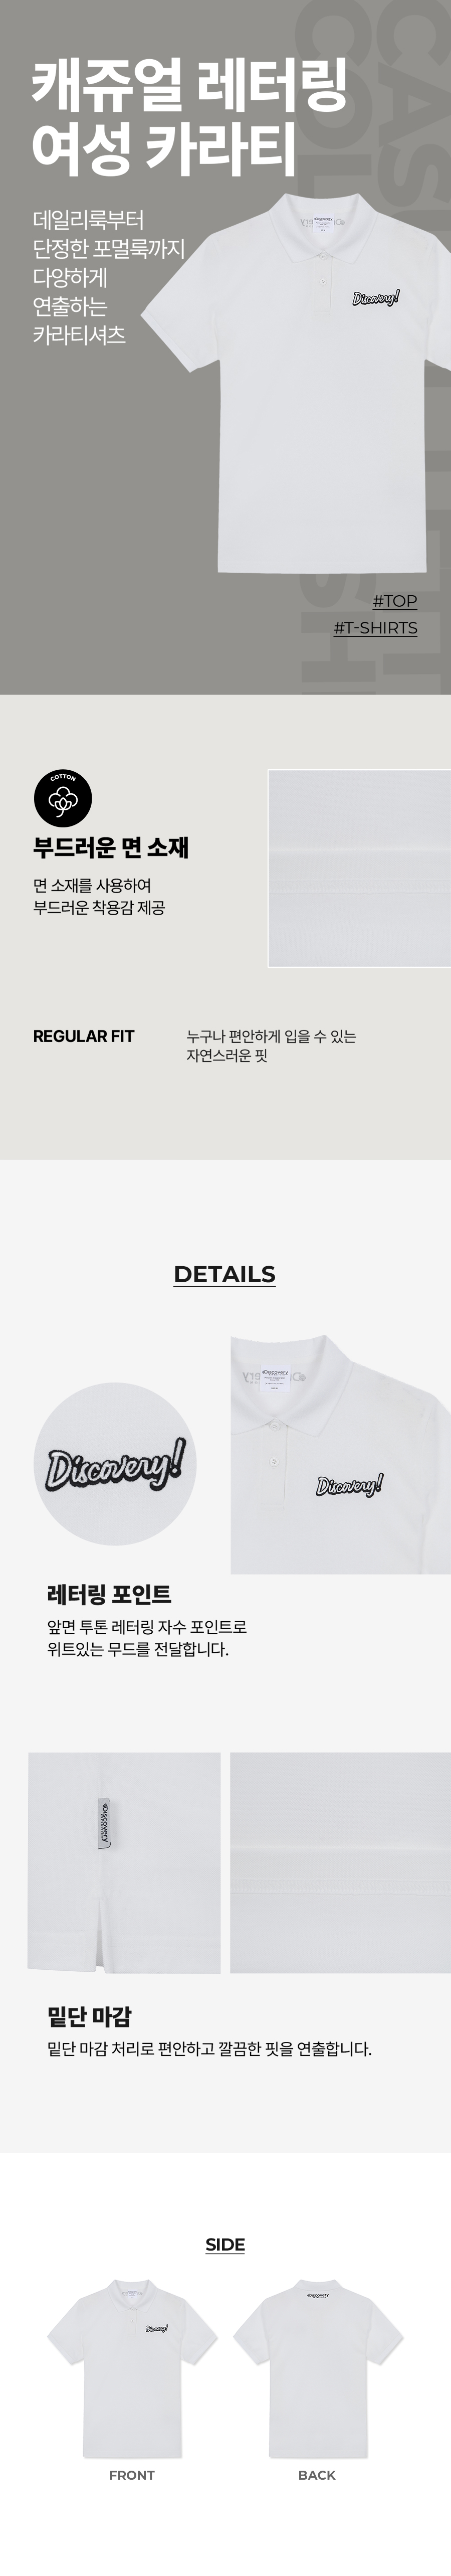 캐쥬얼 레터링
여성 카라티
데일리룩부터
단정한 포멀룩까지
다양하게
연출하는
카라티셔츠
Discovery
Discovery!
#TOP
#T-SHIRTS
COTTON
부드러운 면 소재
면 소재를 사용하여
부드러운 착용감 제공
REGULAR FIT
누구나 편안하게 입을 수 있는
자연스러운 핏
DETAILS
Discovery
Discovery!
Discovery!
레터링 포인트
앞면 투톤 레터링 자수 포인트로
위트있는 무드를 전달합니다.
Discovery
밑단 마감
밑단 마감 처리로 편안하고 깔끔한 핏을 연출합니다.
SIDE
Discovery!
Discovery
FRONT
BACK